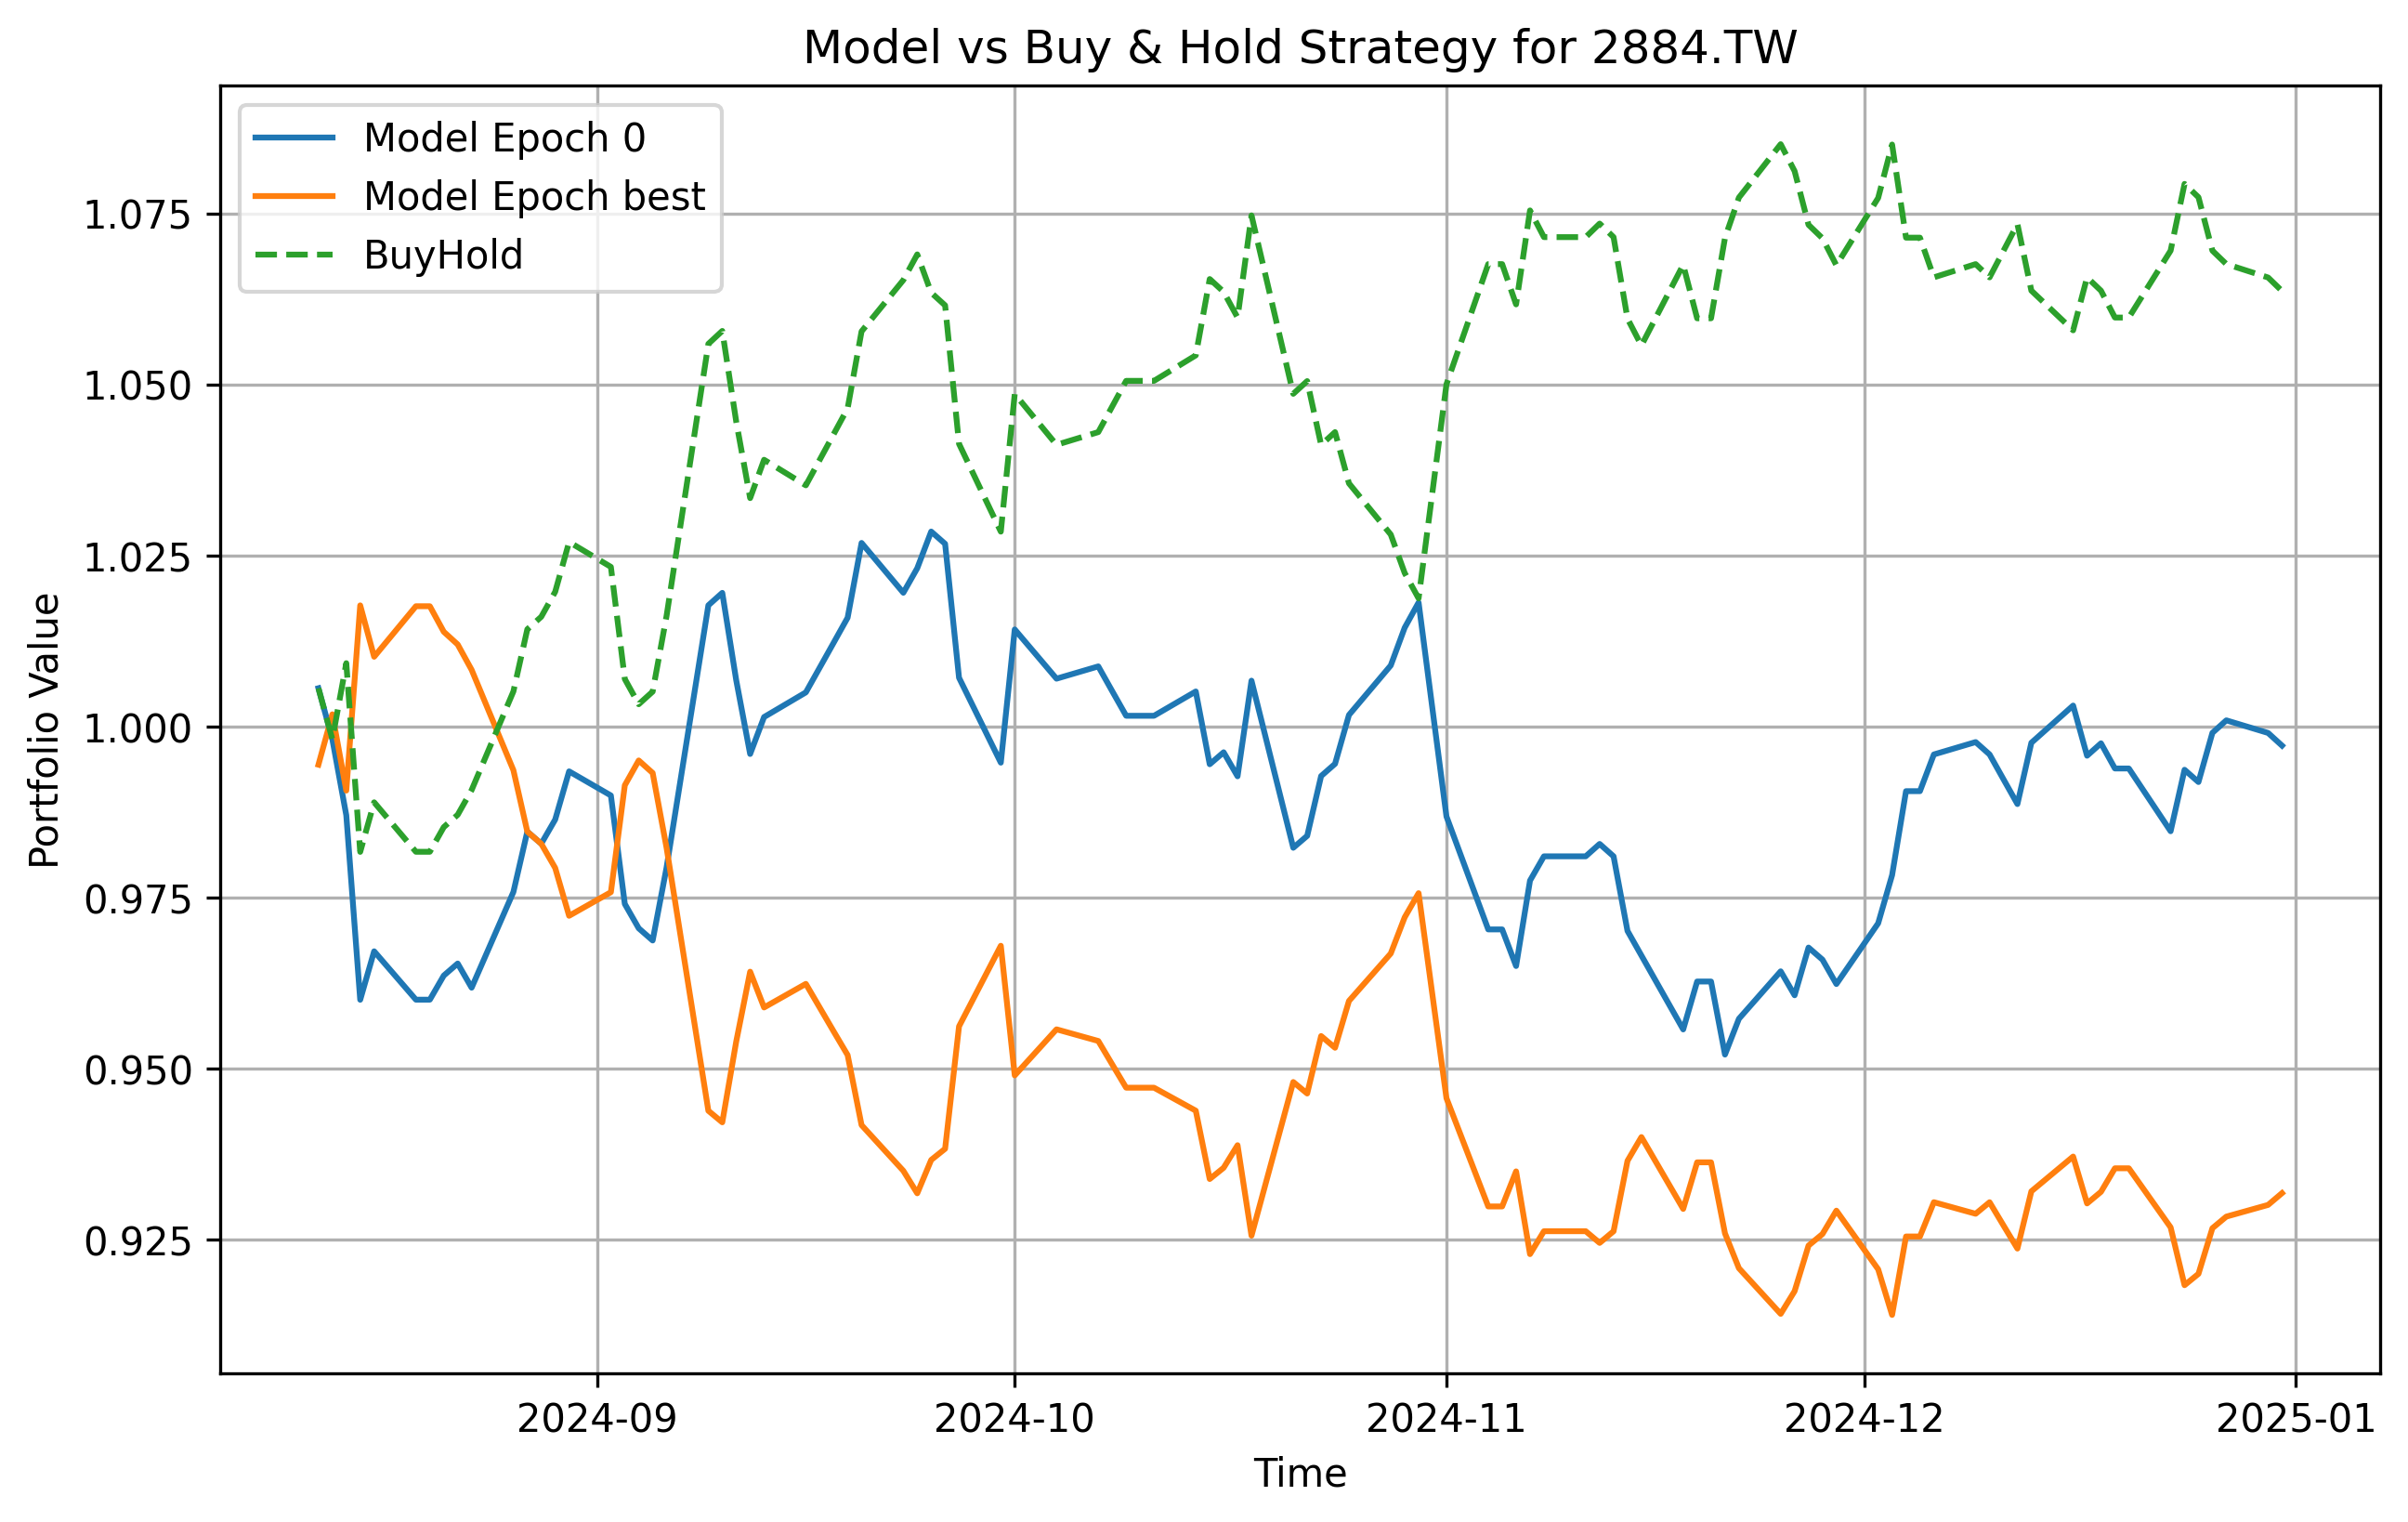 Model vs Buy & Hold Strategy for 2884.TW
Model Epoch 0
Model Epoch best
BuyHold
Portfolio Value
1.075
1.050
1.025
1.000
0.975
0.950
0.925
2024-09
2024-10
2024-11
2024-12
2025-01
Time